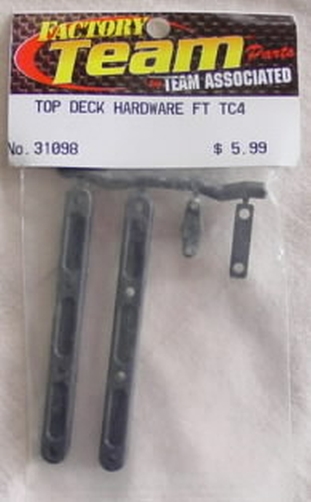 FACTORY
Team Parts
by TEAM ASSOCIATED
TOP DECK HARDWARE FT TC4
No. 31098 $ 5.99